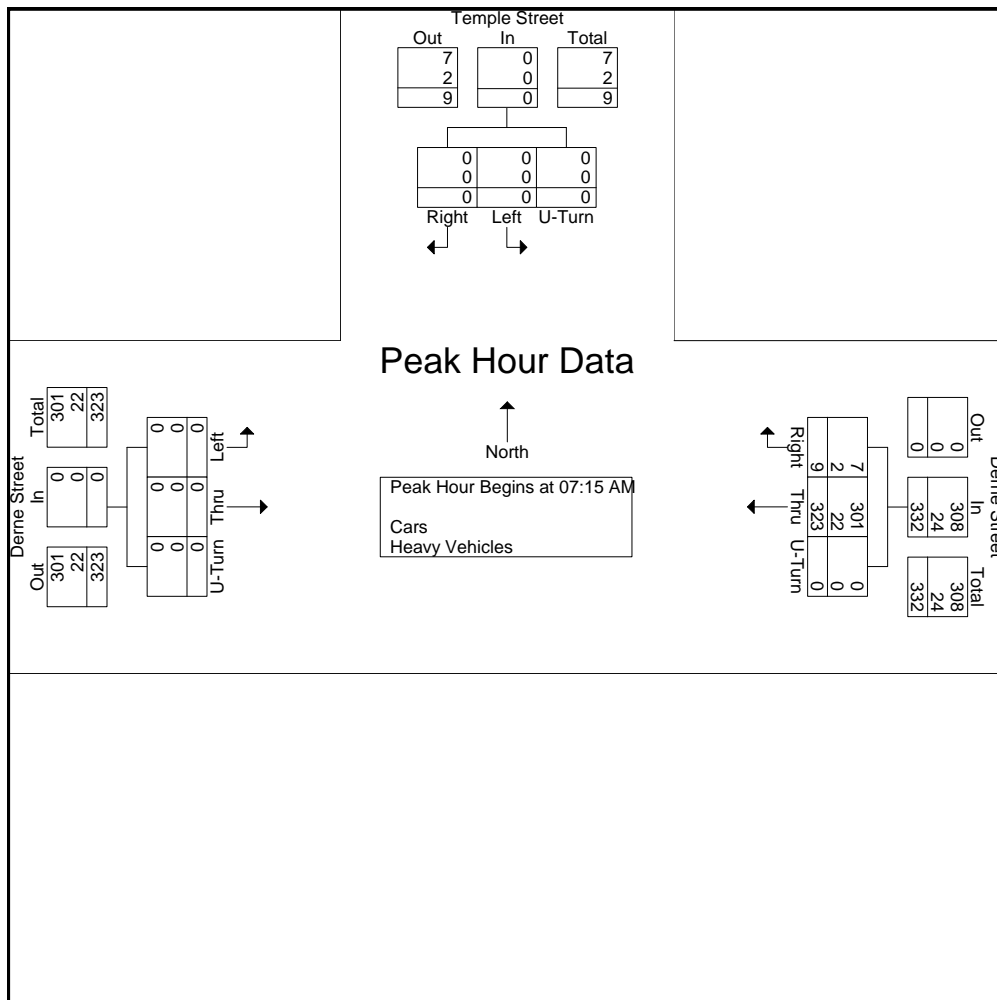 Temple Street
Out In Total
7 0 7
2 0 2
9 0 9
0 0 0
0 0 0
0 0 0
Right Left U-Turn
Peak Hour Data
North
Peak Hour Begins at 07:15 AM
Cars
Heavy Vehicles
Derne Street
Total In Out
301 0 301
22 0 22
323 0 323
Left Thru U-Turn
0 0 0
0 0 0
0 0 0
Derne Street
Out In Total
0 308 308
0 24 24
0 332 332
Right Thru U-Turn
7 301 0
2 22 0
9 323 0